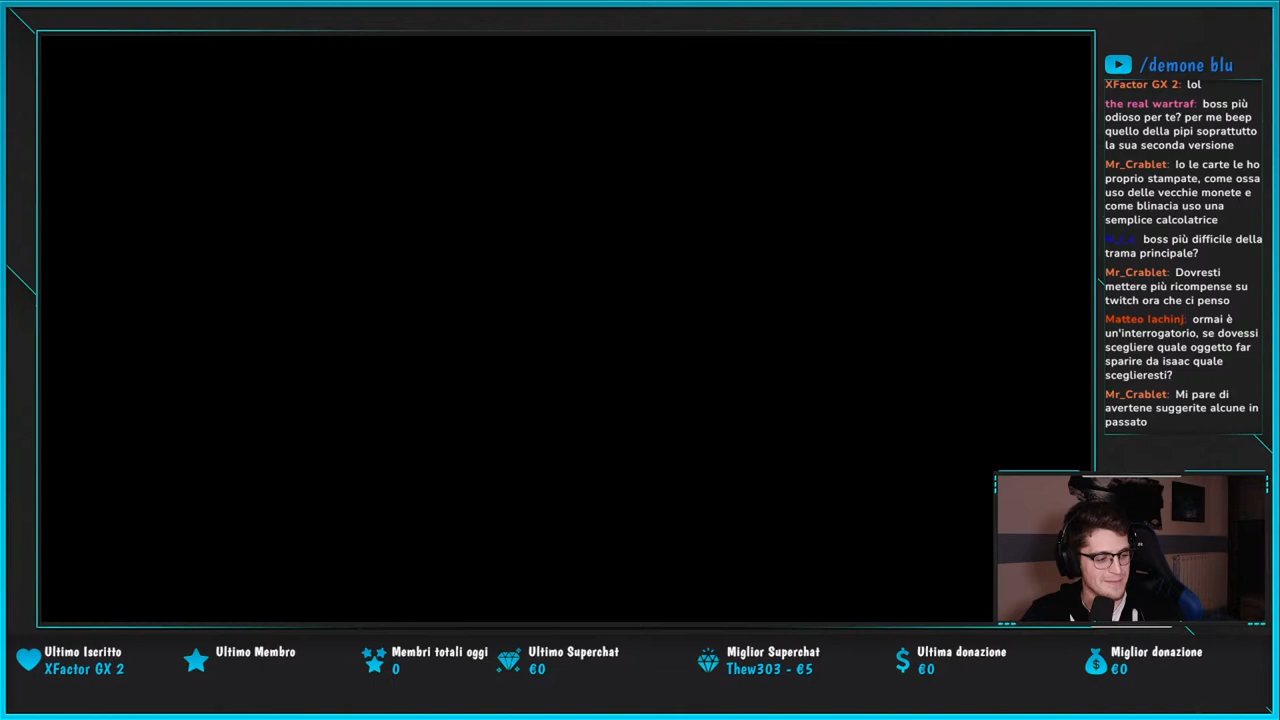 /demone blu
XFactor GX 2: lol
the real wartraf: boss più
odioso per te? per me beep
quello della pipi soprattutto
la sua seconda versione
Mr_Crablet: Io le carte le ho
proprio stampate, come ossa
uso delle vecchie monete e
come blinacia uso una
semplice calcolatrice
boss più difficile della
trama principale?
Mr_Crablet: Dovresti
mettere più ricompense su
twitch ora che ci penso
Matteo Iachinj: ormai è
un'interrogatorio, se dovessi
scegliere quale oggetto far
sparire da isaac quale
sceglieresti?
Mr_Crablet: Mi pare di
avertene suggerite alcune in
passato
Ultimo Iscritto
XFactor GX 2
Ultimo Membro
Membri totali oggi
0
Ultimo Superchat
€0
Miglior Superchat
Thew303 - €5
Ultima donazione
€0
Miglior donazione
€0